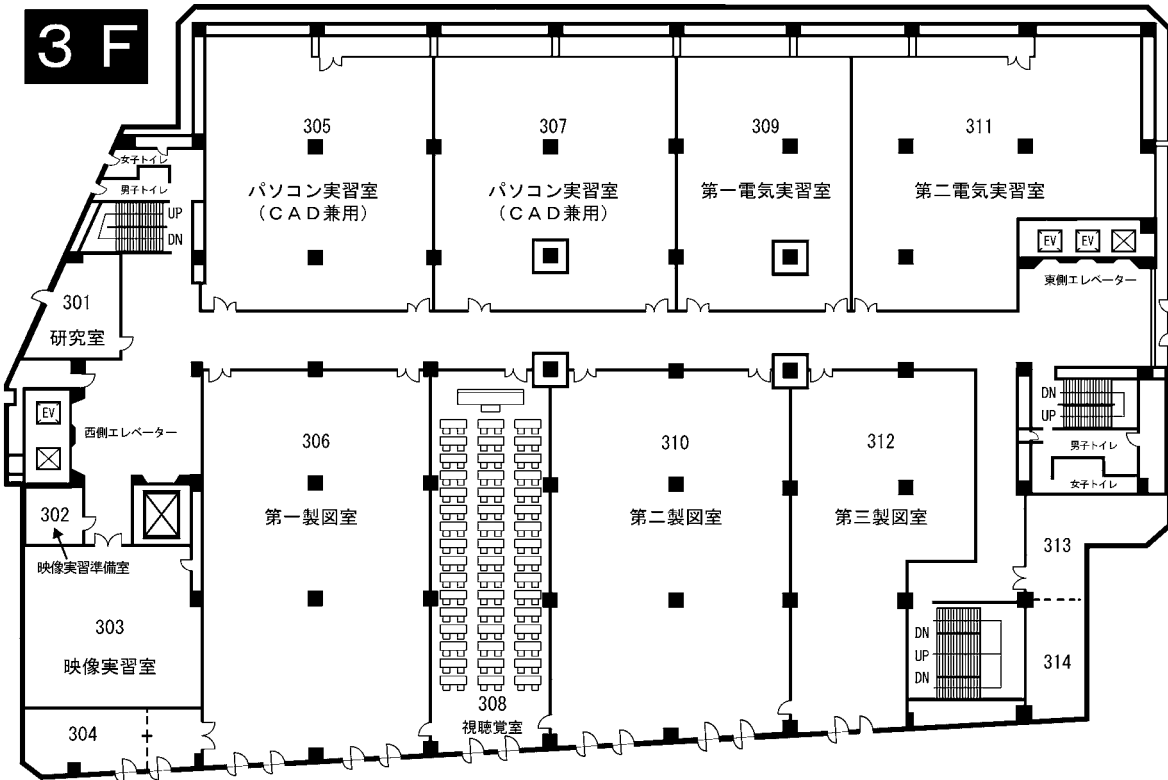 3 F
305
パソコン実習室
(CAD兼用)
307
パソコン実習室
(CAD兼用)
309
第一電気実習室
311
第二電気実習室
女子トイレ
男子トイレ
UP
DN
EV
EV
東側エレベーター
301
研究室
EV
西側エレベーター
DN
UP
男子トイレ
女子トイレ
306
第一製図室
310
第二製図室
312
第三製図室
302
映像実習準備室
313
303
映像実習室
DN
UP
DN
314
308
視聴覚室
304